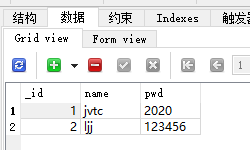 结构 数据 约束 Indexes 触发
Grid view Form view
1
_id name pwd
1 1 jvtc 2020
2 2 ljj 123456